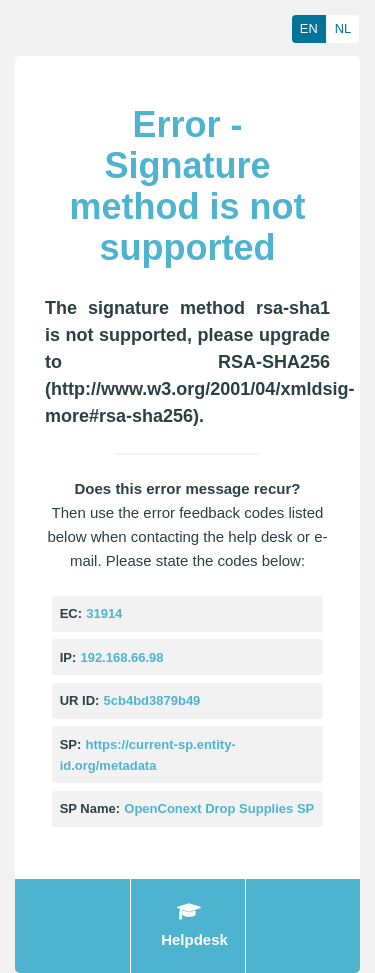 EN NL
Error -
Signature
method is not
supported
The signature method rsa-sha1
is not supported, please upgrade
to RSA-SHA256
(http://www.w3.org/2001/04/xmldsig-
more#rsa-sha256).
Does this error message recur?
Then use the error feedback codes listed
below when contacting the help desk or e-
mail. Please state the codes below:
EC: 31914
IP: 192.168.66.98
UR ID: 5cb4bd3879b49
SP: https://current-sp.entity-
id.org/metadata
SP Name: OpenConext Drop Supplies SP
Helpdesk